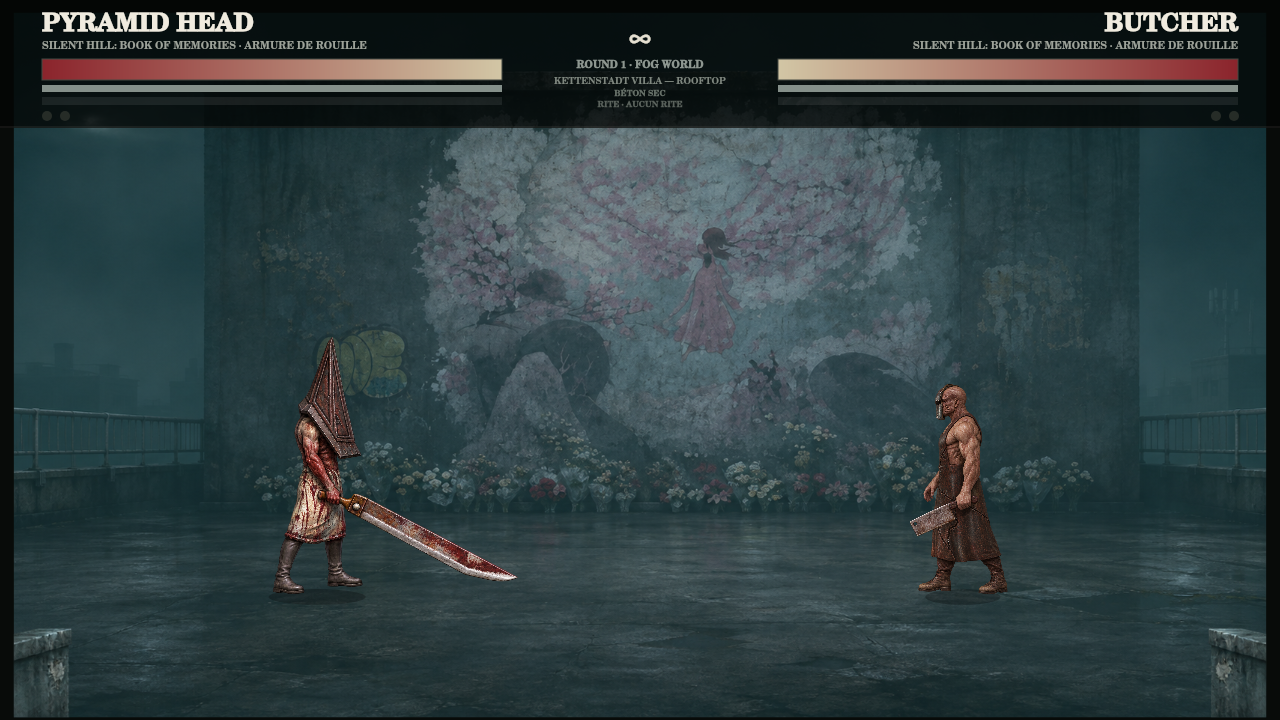 PYRAMID HEAD
SILENT HILL: BOOK OF MEMORIES · ARMURE DE ROUILLE
∞
ROUND 1 · FOG WORLD
KETTENSTADT VILLA — ROOFTOP
BÉTON SEC
RITE · AUCUN RITE
BUTCHER
SILENT HILL: BOOK OF MEMORIES · ARMURE DE ROUILLE